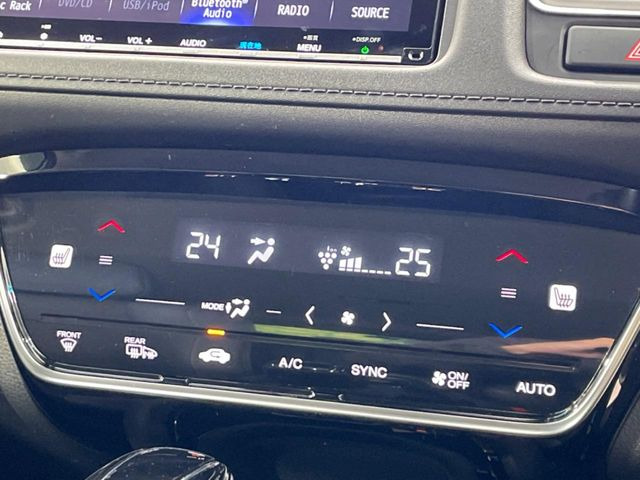 c Rack DVD/CD USB/iPod Bluetooth® Audio RADIO SOURCE
VOL− VOL+ AUDIO 現在地 MENU DISP.OFF
24 25
MODE
FRONT REAR A/C SYNC ON/OFF AUTO